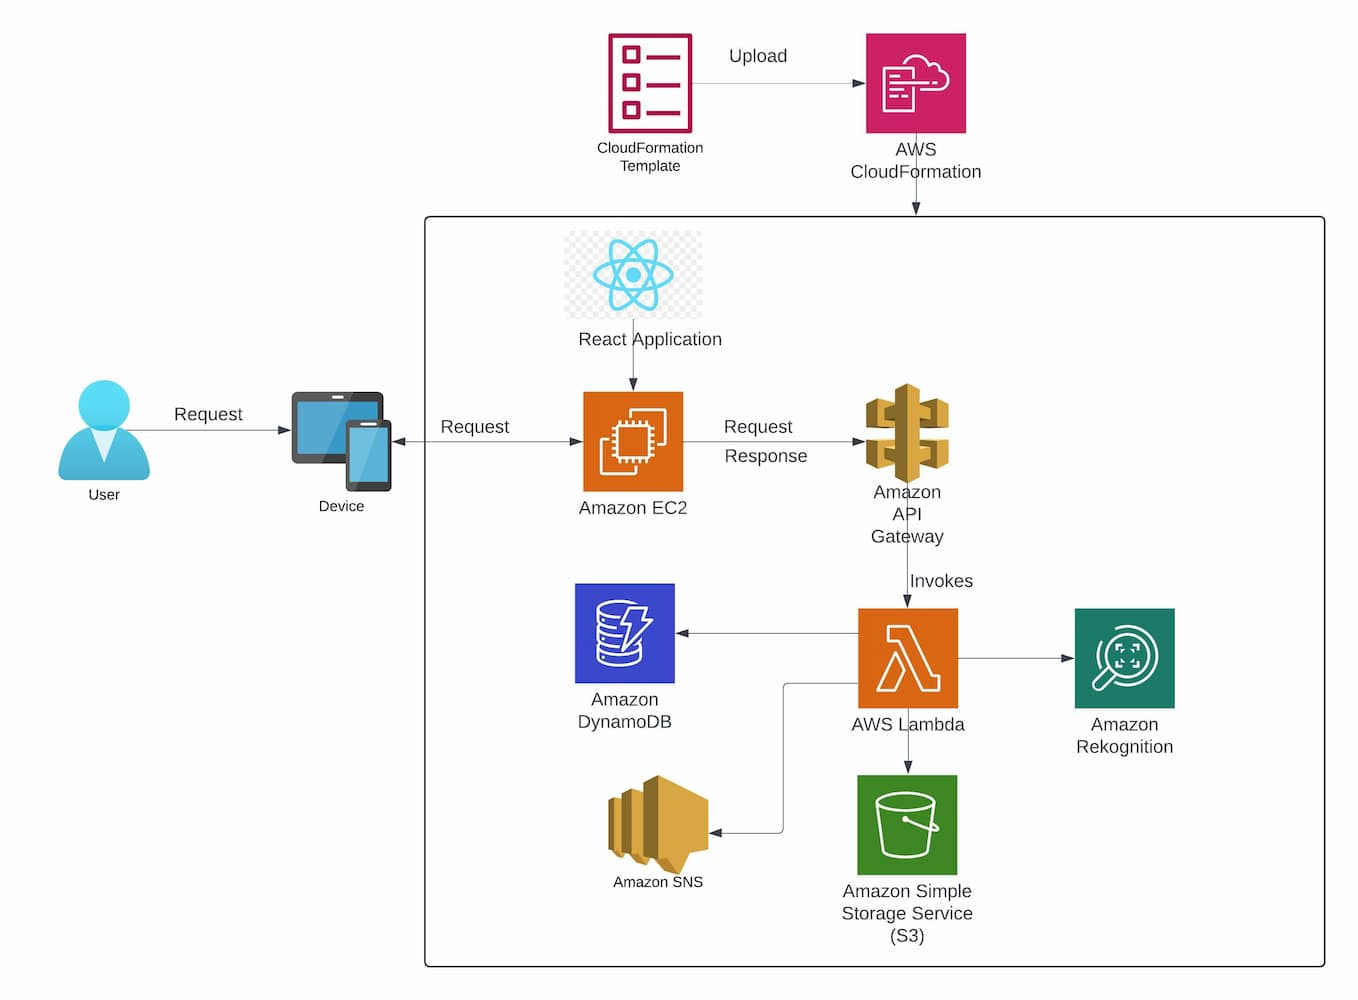 Upload
CloudFormation
Template
AWS
CloudFormation
React Application
Request
User
Device
Request
Amazon EC2
Request
Response
Amazon
API
Gateway
Invokes
Amazon
DynamoDB
AWS Lambda
Amazon
Rekognition
Amazon SNS
Amazon Simple
Storage Service
(S3)